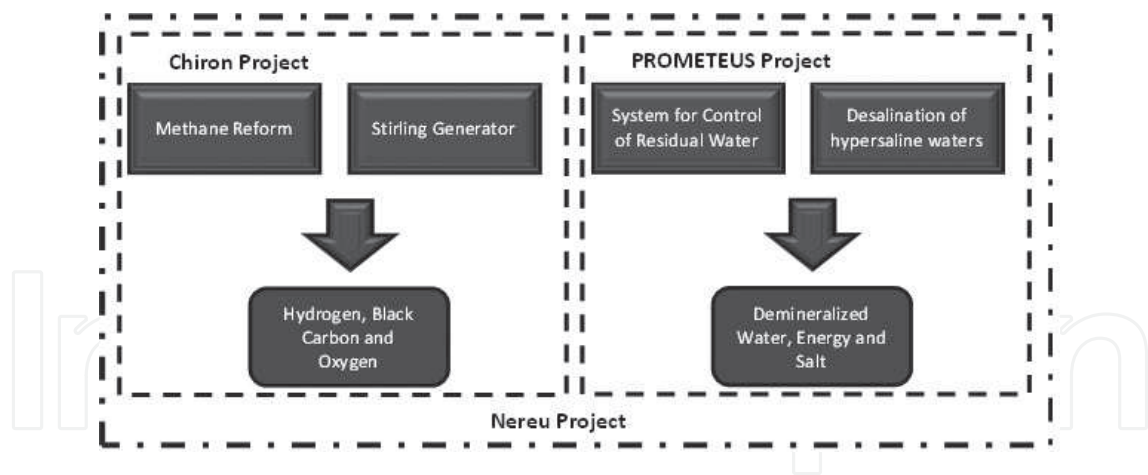 Chiron Project
Methane Reform
Stirling Generator
Hydrogen, Black
Carbon and
Oxygen
PROMETEUS Project
System for Control
of Residual Water
Desalination of
hypersaline waters
Demineralized
Water, Energy and
Salt
Nereu Project